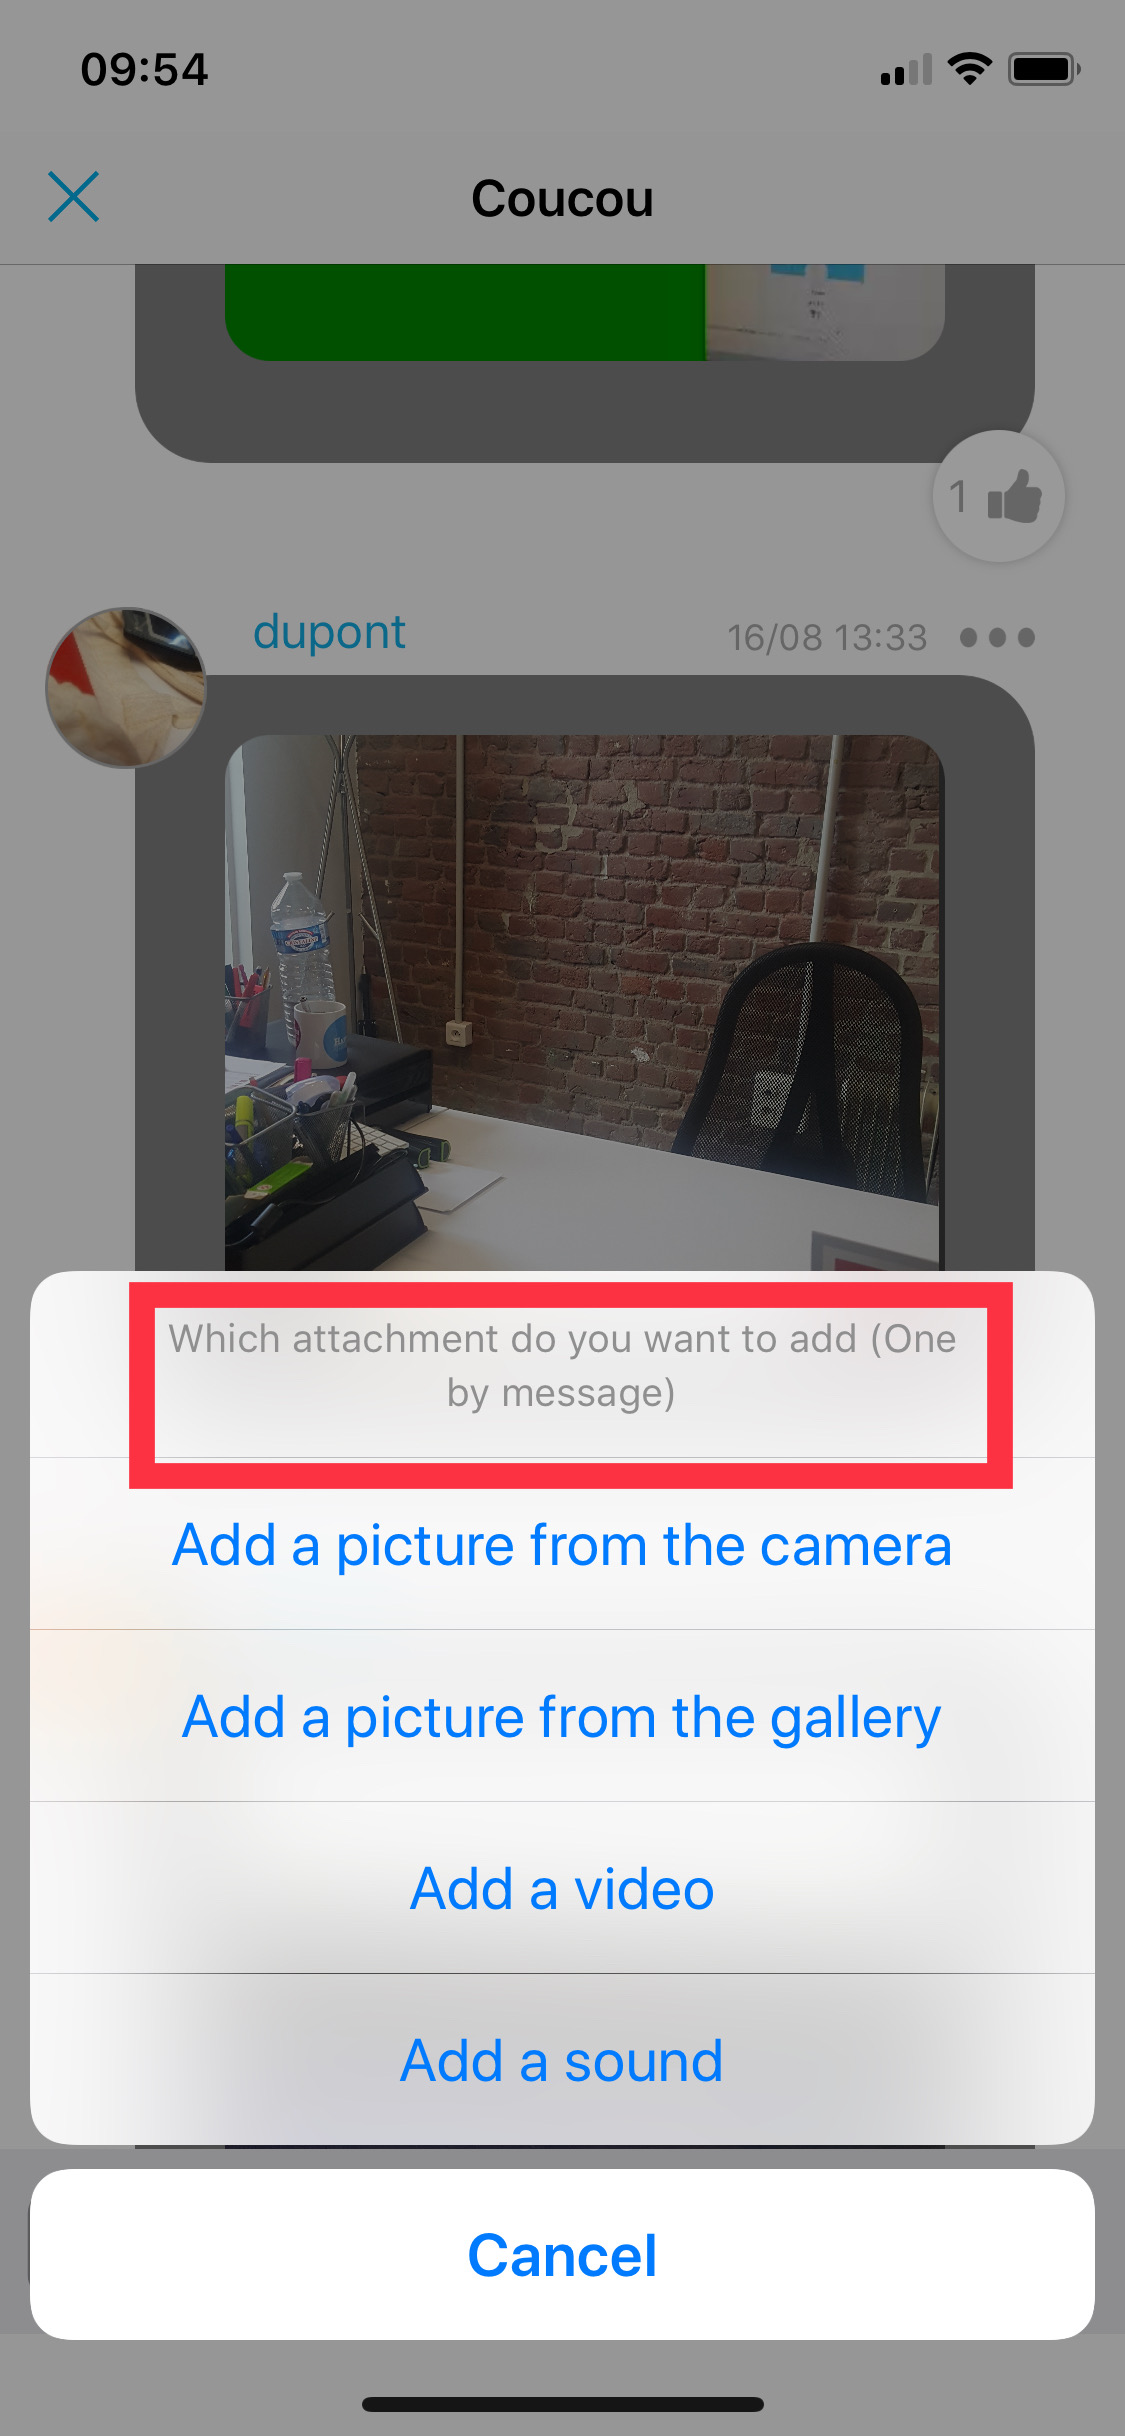 09:54
Coucou
1
dupont
16/08 13:33
Which attachment do you want to add (One
by message)
Add a picture from the camera
Add a picture from the gallery
Add a video
Add a sound
Cancel